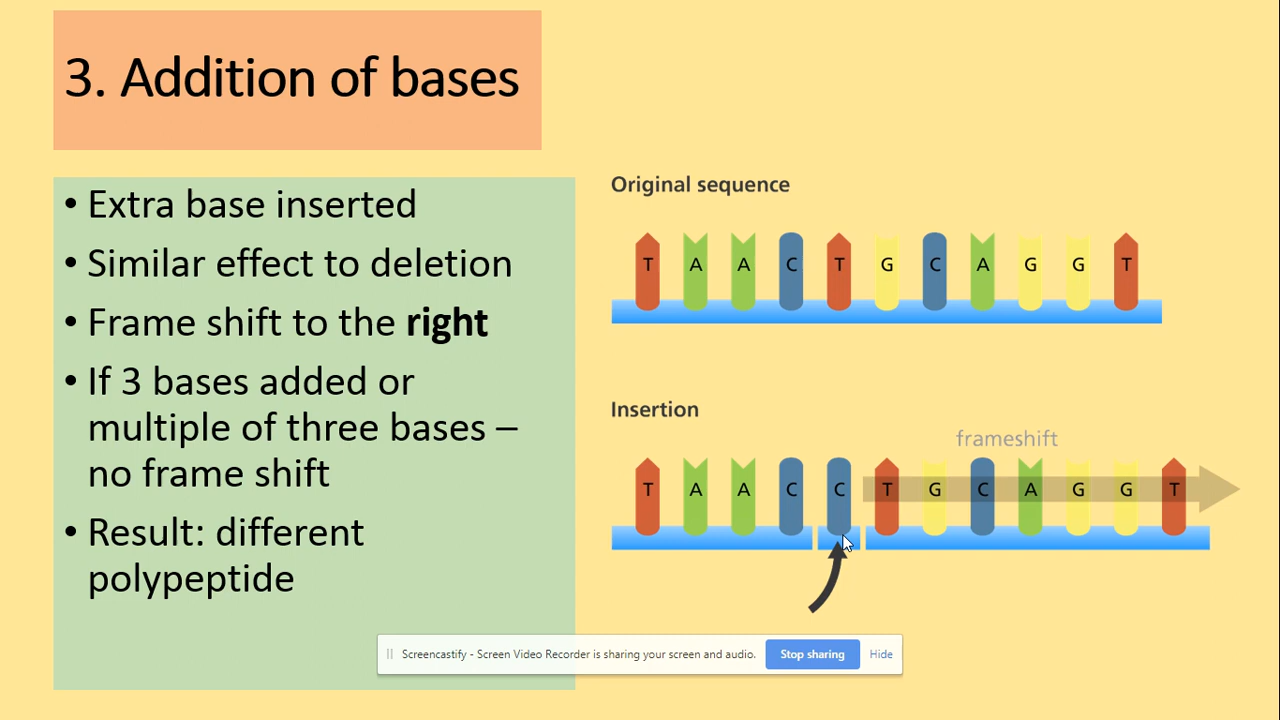 3. Addition of bases
• Extra base inserted
• Similar effect to deletion
• Frame shift to the right
• If 3 bases added or
multiple of three bases –
no frame shift
• Result: different
polypeptide
Original sequence
T A A C T G C A G G T
Insertion
frameshift
T A A C C T G C A G G T
Screencastify - Screen Video Recorder is sharing your screen and audio. Stop sharing Hide